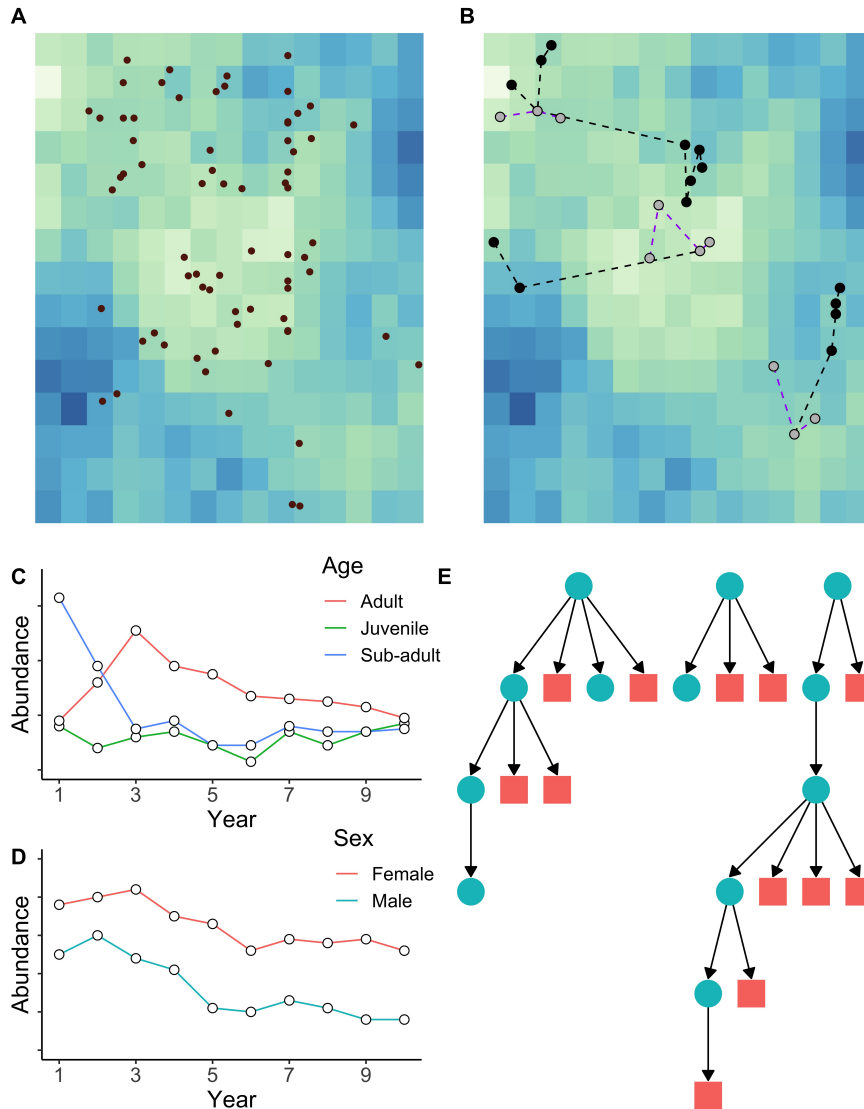 A
B
C
Age
Adult
Juvenile
Sub-adult
Abundance
1
3
5
7
9
Year
D
Sex
Female
Male
Abundance
1
3
5
7
9
Year
E